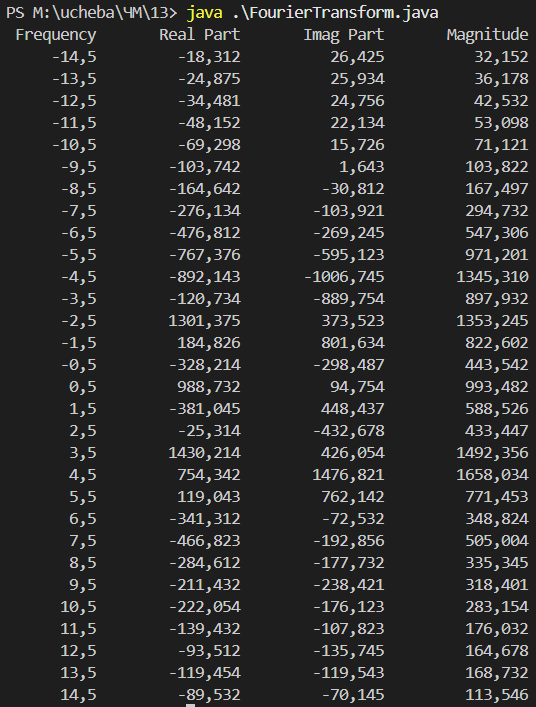 PS M:\ucheba\ЧМ\13> java .\FourierTransform.java
Frequency Real Part Imag Part Magnitude
-14,5 -18,312 26,425 32,152
-13,5 -24,875 25,934 36,178
-12,5 -34,481 24,756 42,532
-11,5 -48,152 22,134 53,098
-10,5 -69,298 15,726 71,121
-9,5 -103,742 1,643 103,822
-8,5 -164,642 -30,812 167,497
-7,5 -276,134 -103,921 294,732
-6,5 -476,812 -269,245 547,306
-5,5 -767,376 -595,123 971,201
-4,5 -892,143 -1006,745 1345,310
-3,5 -120,734 -889,754 897,932
-2,5 1301,375 373,523 1353,245
-1,5 184,826 801,634 822,602
-0,5 -328,214 -298,487 443,542
0,5 988,732 94,754 993,482
1,5 -381,045 448,437 588,526
2,5 -25,314 -432,678 433,447
3,5 1430,214 426,054 1492,356
4,5 754,342 1476,821 1658,034
5,5 119,043 762,142 771,453
6,5 -341,312 -72,532 348,824
7,5 -466,823 -192,856 505,004
8,5 -284,612 -177,732 335,345
9,5 -211,432 -238,421 318,401
10,5 -222,054 -176,123 283,154
11,5 -139,432 -107,823 176,032
12,5 -93,512 -135,745 164,678
13,5 -119,454 -119,543 168,732
14,5 -89,532 -70,145 113,546